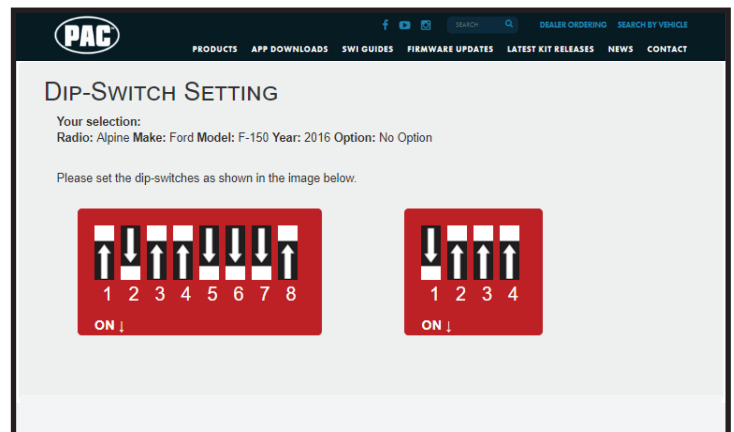 PAC
SEARCH DEALER ORDERING SEARCH BY VEHICLE
PRODUCTS APP DOWNLOADS SWI GUIDES FIRMWARE UPDATES LATEST KIT RELEASES NEWS CONTACT
DIP-SWITCH SETTING
Your selection:
Radio: Alpine Make: Ford Model: F-150 Year: 2016 Option: No Option
Please set the dip-switches as shown in the image below.
1 2 3 4 5 6 7 8
ON ↓
1 2 3 4
ON ↓